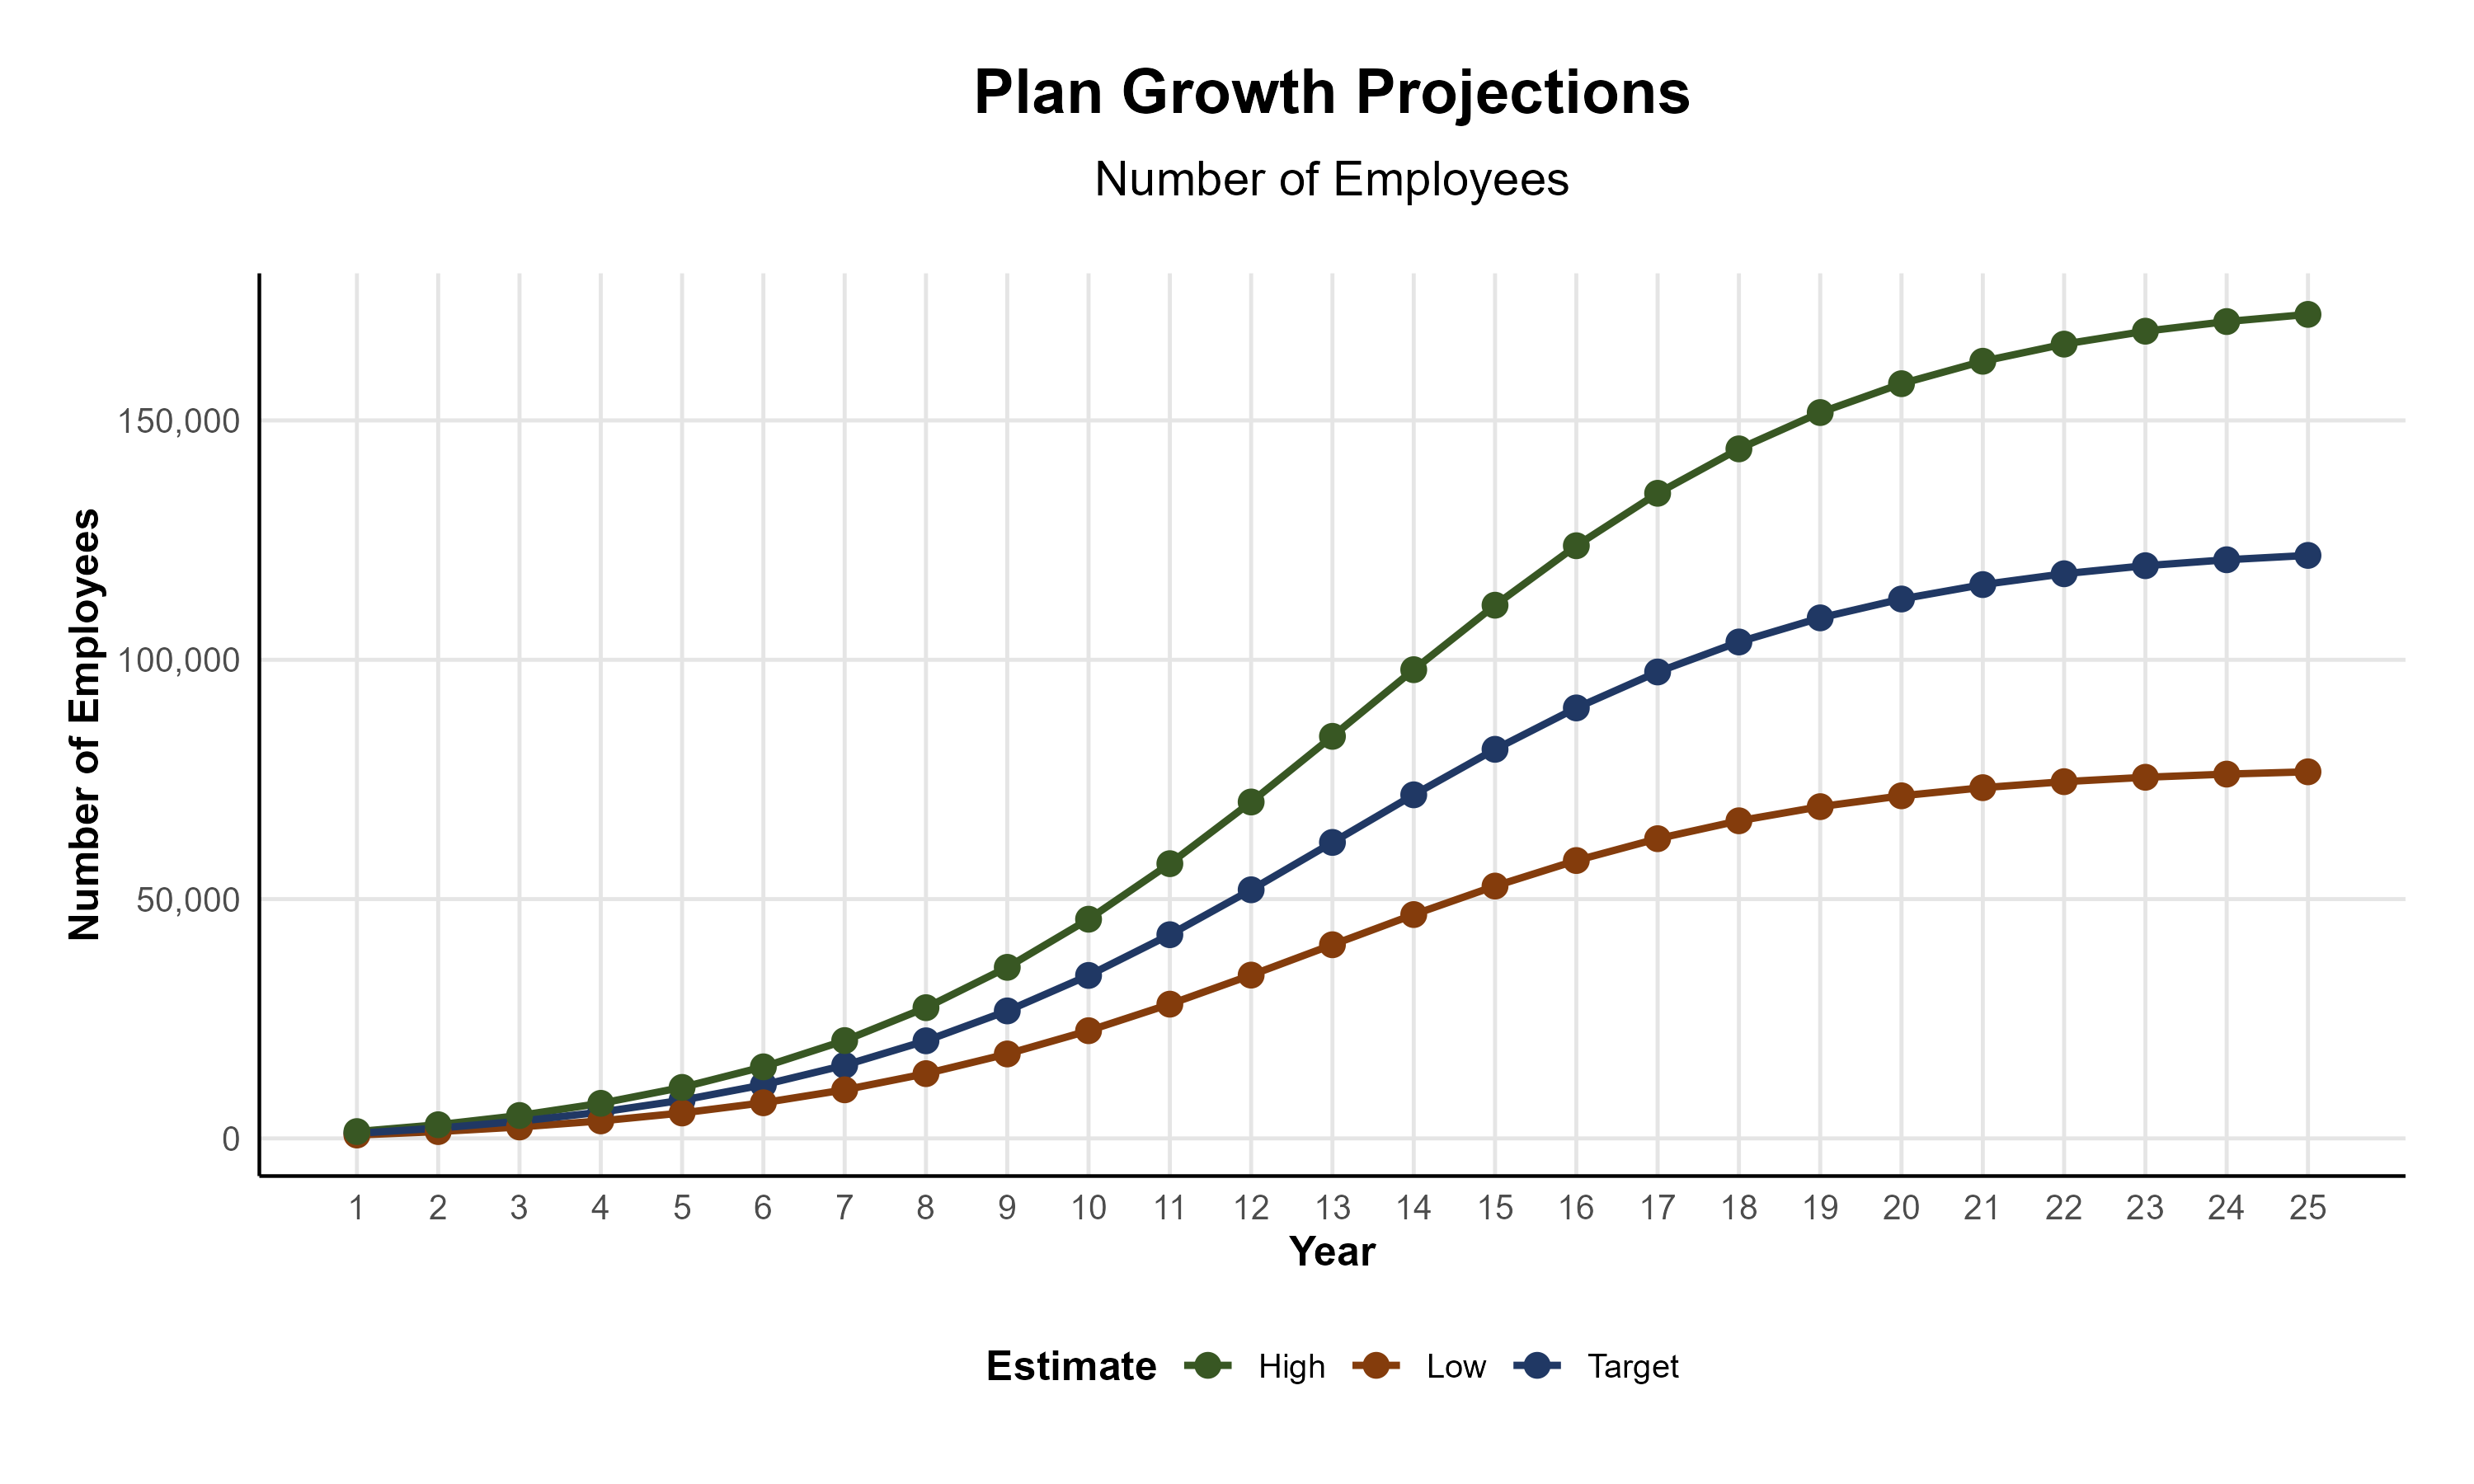 Plan Growth Projections
Number of Employees
Number of Employees
150,000
100,000
50,000
0
1 2 3 4 5 6 7 8 9 10 11 12 13 14 15 16 17 18 19 20 21 22 23 24 25
Year
Estimate High Low Target